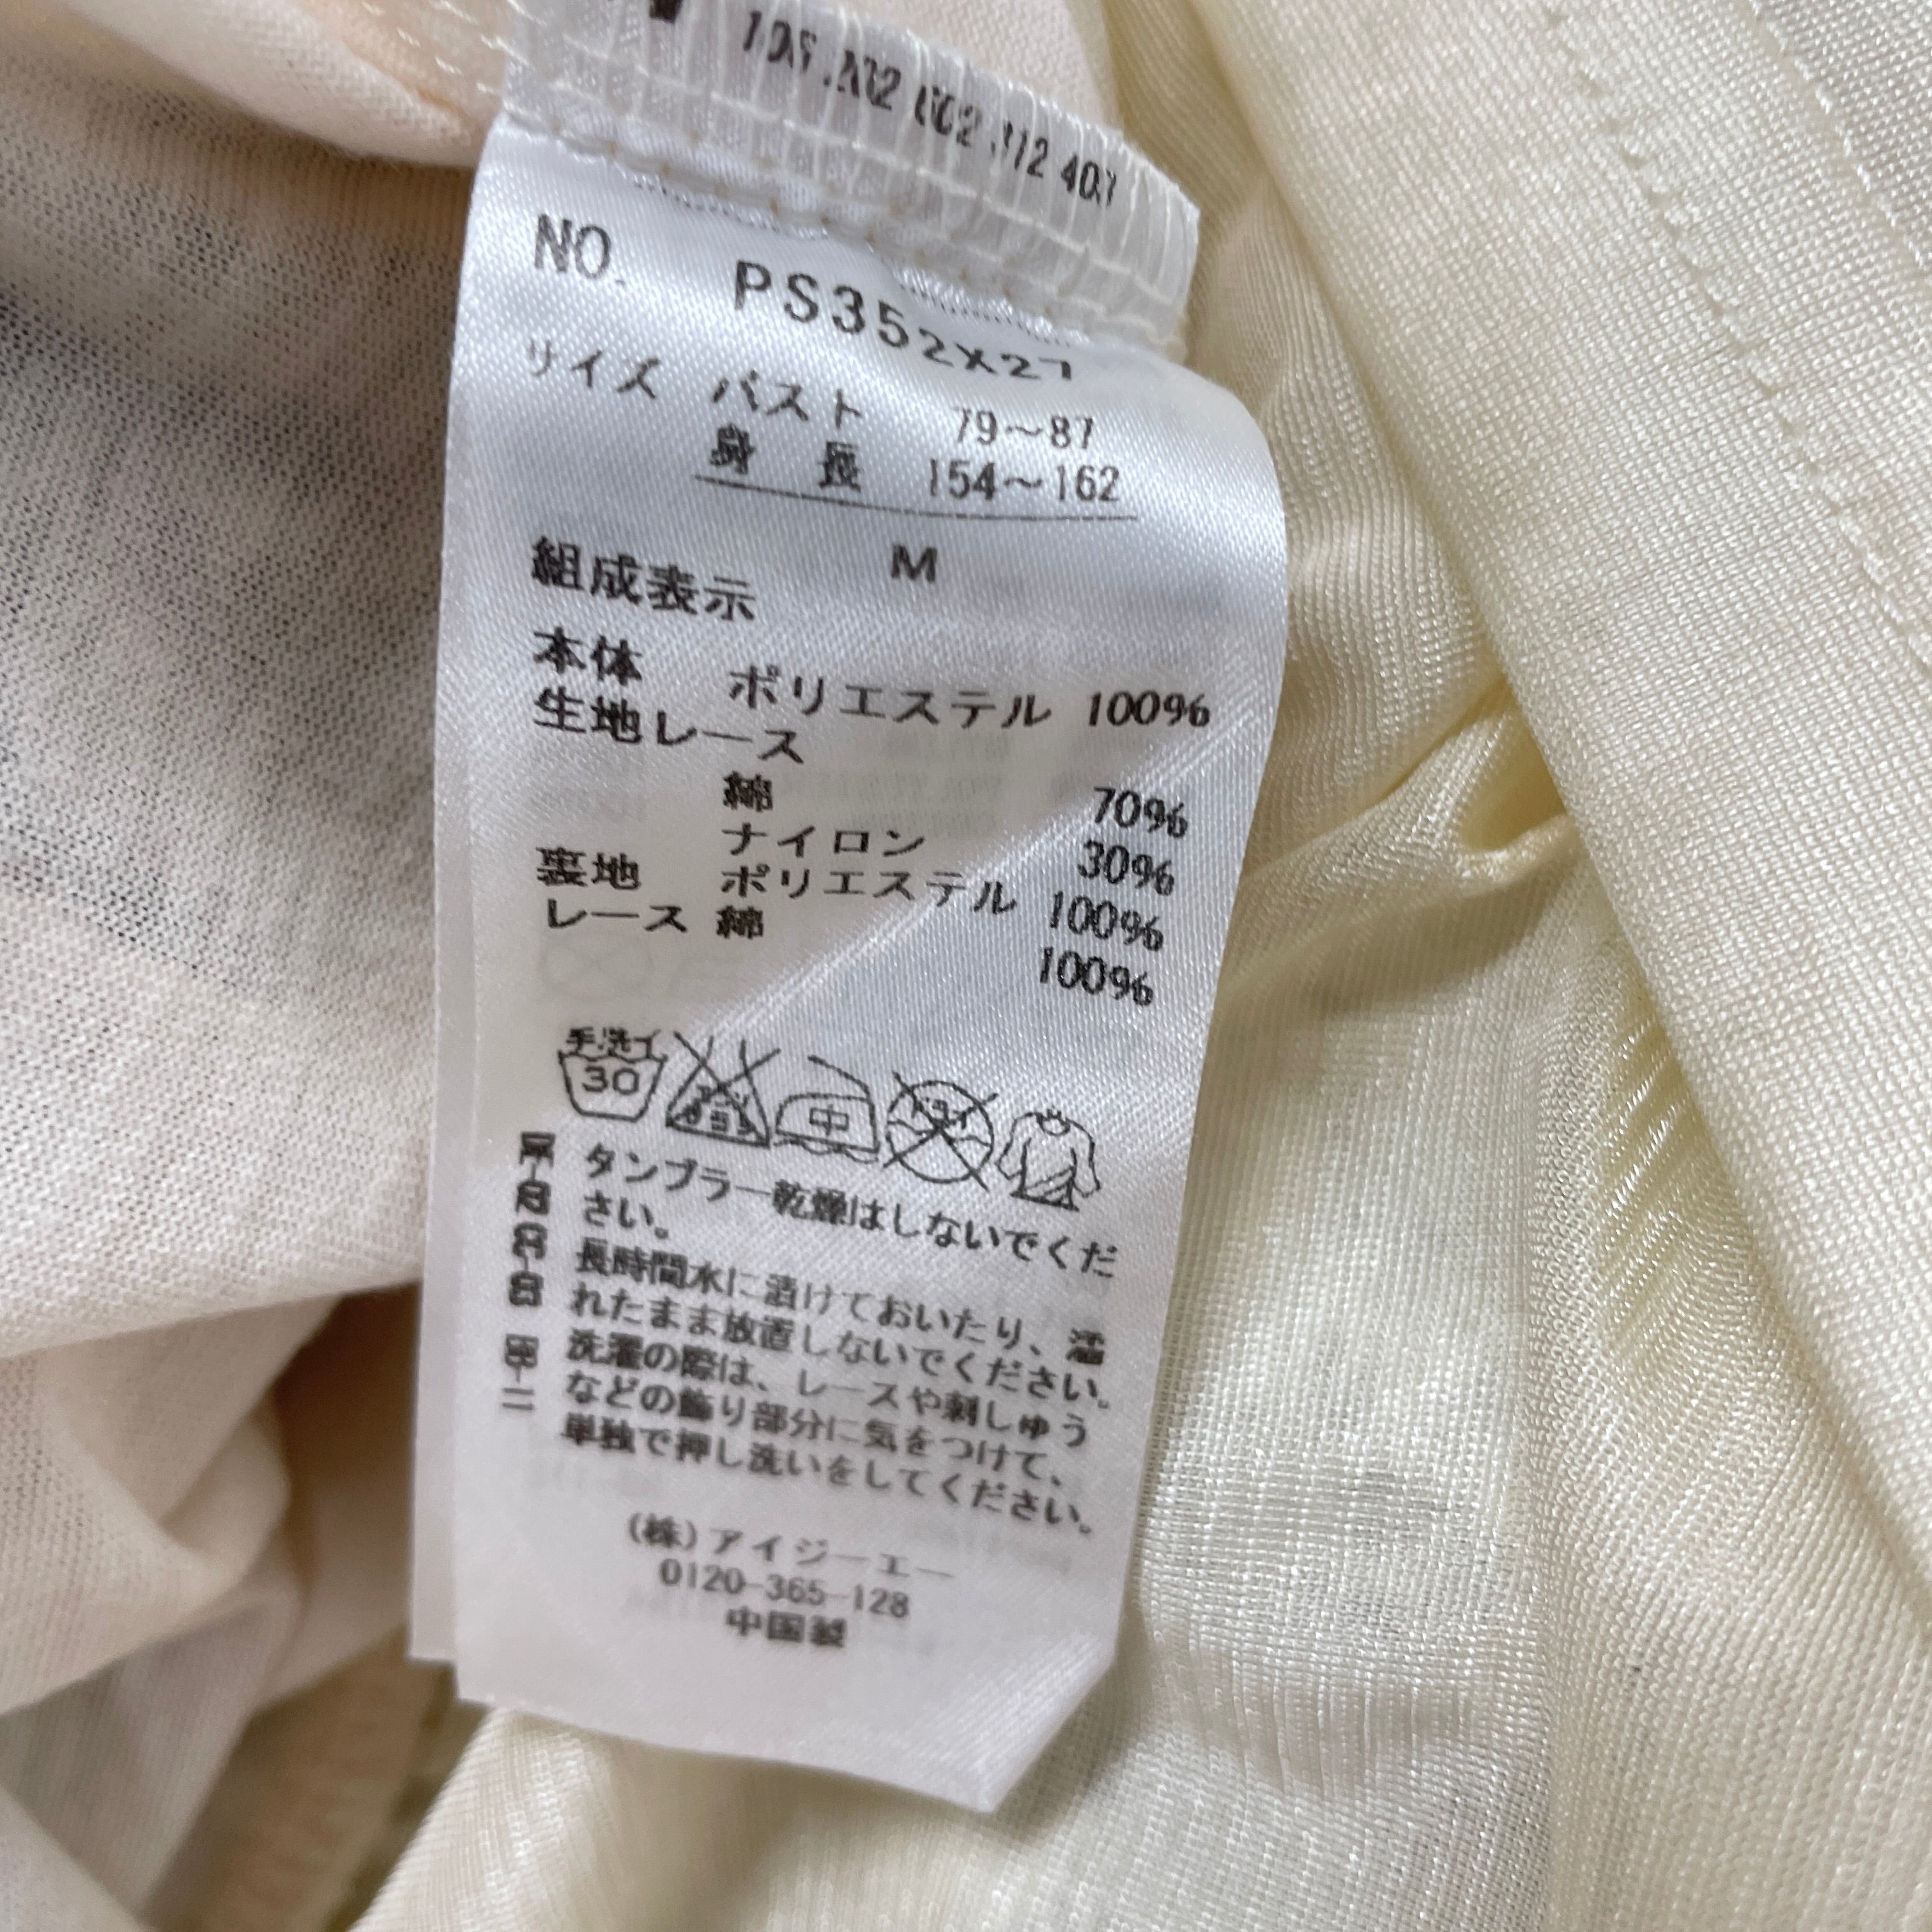 NO. PS352X27
サイズ バスト 79～87
身長 154～162
M
組成表示
本体 ポリエステル 100%
生地レース
綿 70%
ナイロン 30%
裏地 ポリエステル 100%
レース 綿 100%
手洗イ
30
中
ドライ
タンブラー乾燥はしないでくだ
さい。
長時間水に漬けておいたり、濡
れたまま放置しないでください。
洗濯の際は、レースや刺しゅう
などの飾り部分に気をつけて、
単独で押し洗いをしてください。
(株)アイジーエー
0120-365-128
中国製